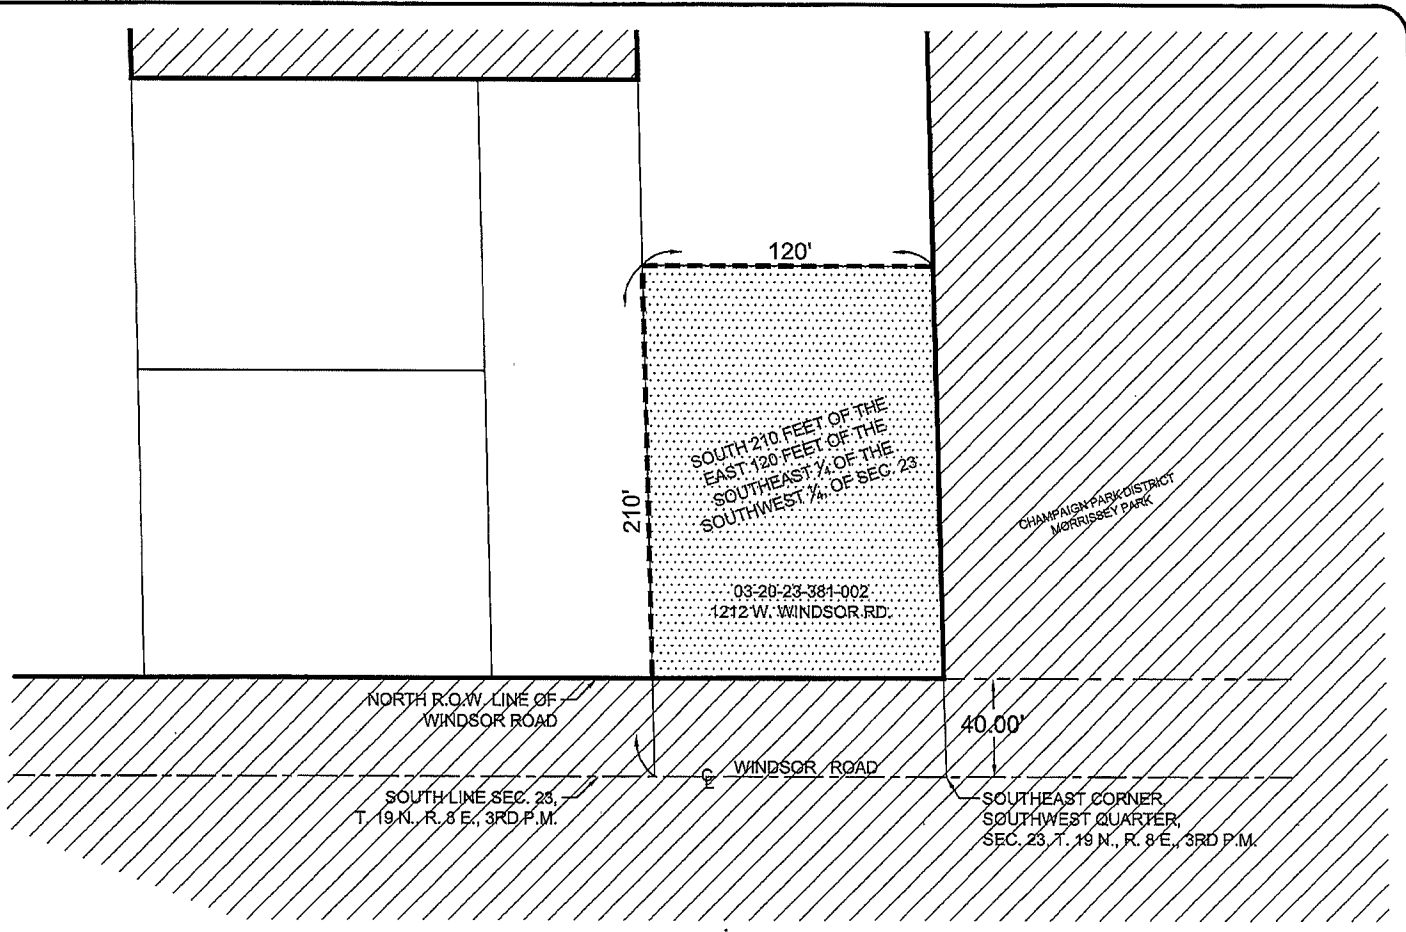 120'
SOUTH 210 FEET OF THE
EAST 120 FEET OF THE
SOUTHEAST ¼ OF THE
SOUTHWEST ¼, OF SEC. 23
210'
CHAMPAIGN PARK DISTRICT
MORRISSEY PARK
03-20-23-381-002
1212 W. WINDSOR RD.
NORTH R.O.W. LINE OF
WINDSOR ROAD
40.00'
℄ WINDSOR ROAD
SOUTH LINE SEC. 23,
T. 19 N., R. 8 E., 3RD P.M.
SOUTHEAST CORNER,
SOUTHWEST QUARTER,
SEC. 23, T. 19 N., R. 8 E., 3RD P.M.